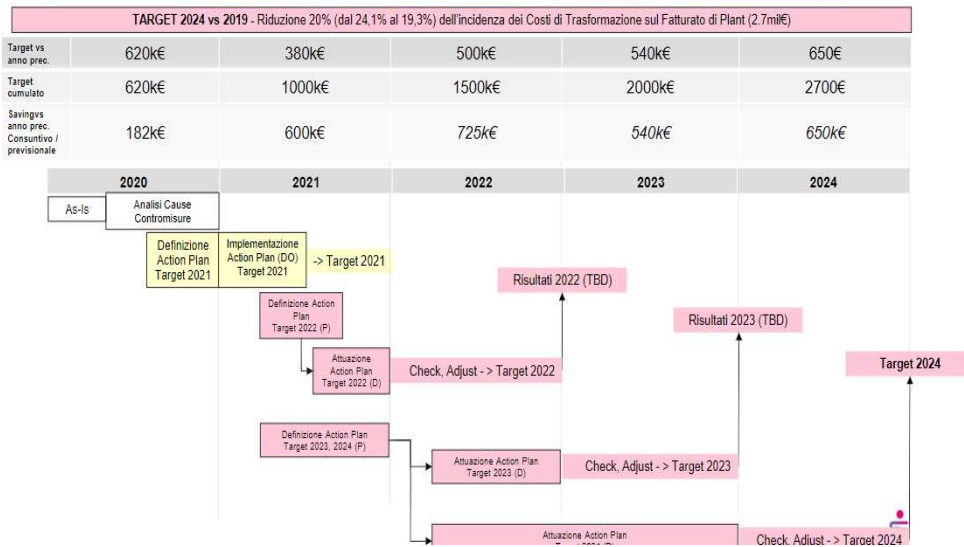 TARGET 2024 vs 2019 - Riduzione 20% (dal 24,1% al 19,3%) dell'incidenza dei Costi di Trasformazione sul Fatturato di Plant (2.7mil€)
Target vs
anno prec.
620k€
380k€
500k€
540k€
650€
Target
cumulato
620k€
1000k€
1500k€
2000k€
2700€
Savingvs
anno prec.
Consuntivo /
previsionale
182k€
600k€
725k€
540k€
650k€
2020
2021
2022
2023
2024
As-Is
Analisi Cause
Contromisure
Definizione
Action Plan
Target 2021
Implementazione
Action Plan (DO)
Target 2021
-> Target 2021
Risultati 2022 (TBD)
Definizione Action
Plan
Target 2022 (P)
Risultati 2023 (TBD)
Attuazione
Action Plan
Target 2022 (D)
Check, Adjust - > Target 2022
Target 2024
Definizione Action Plan
Target 2023, 2024 (P)
Attuazione Action Plan
Target 2023 (D)
Check, Adjust - > Target 2023
Attuazione Action Plan
Check, Adjust - > Target 2024